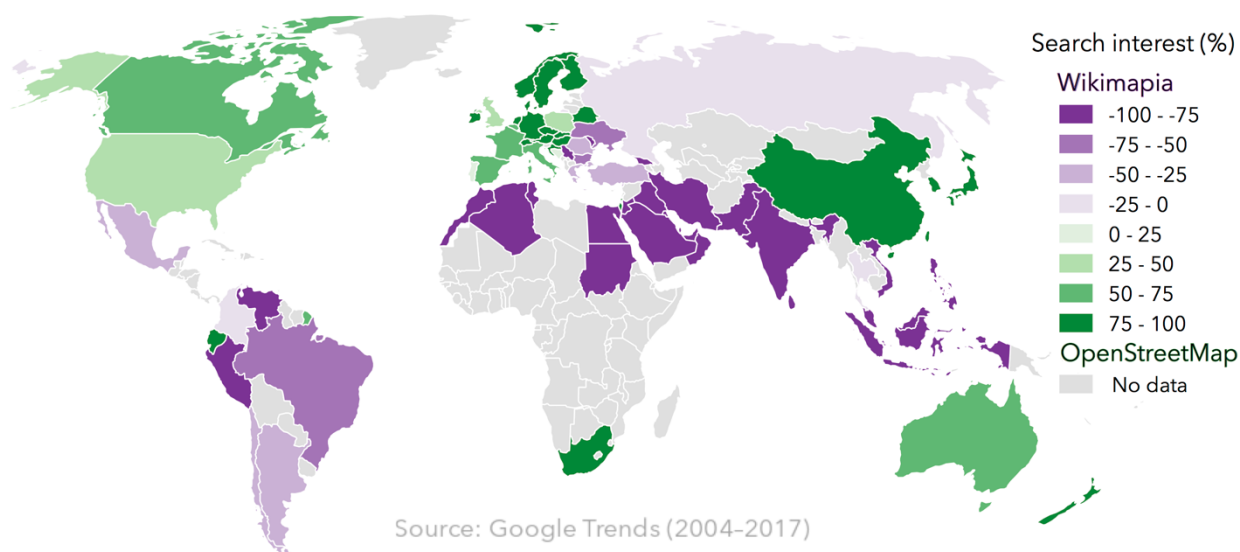 Search interest (%)
Wikimapia
-100 - -75
-75 - -50
-50 - -25
-25 - 0
0 - 25
25 - 50
50 - 75
75 - 100
OpenStreetMap
No data
Source: Google Trends (2004–2017)